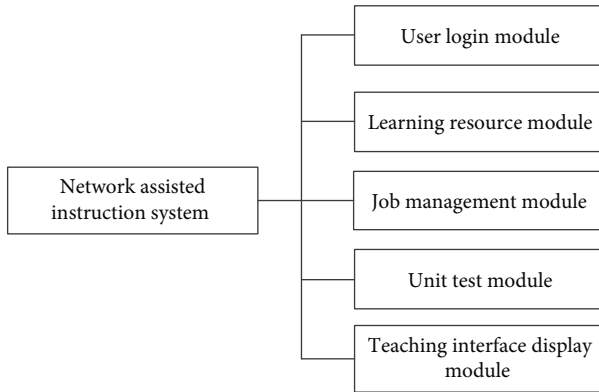 User login module
Learning resource module
Network assisted
instruction system
Job management module
Unit test module
Teaching interface display
module